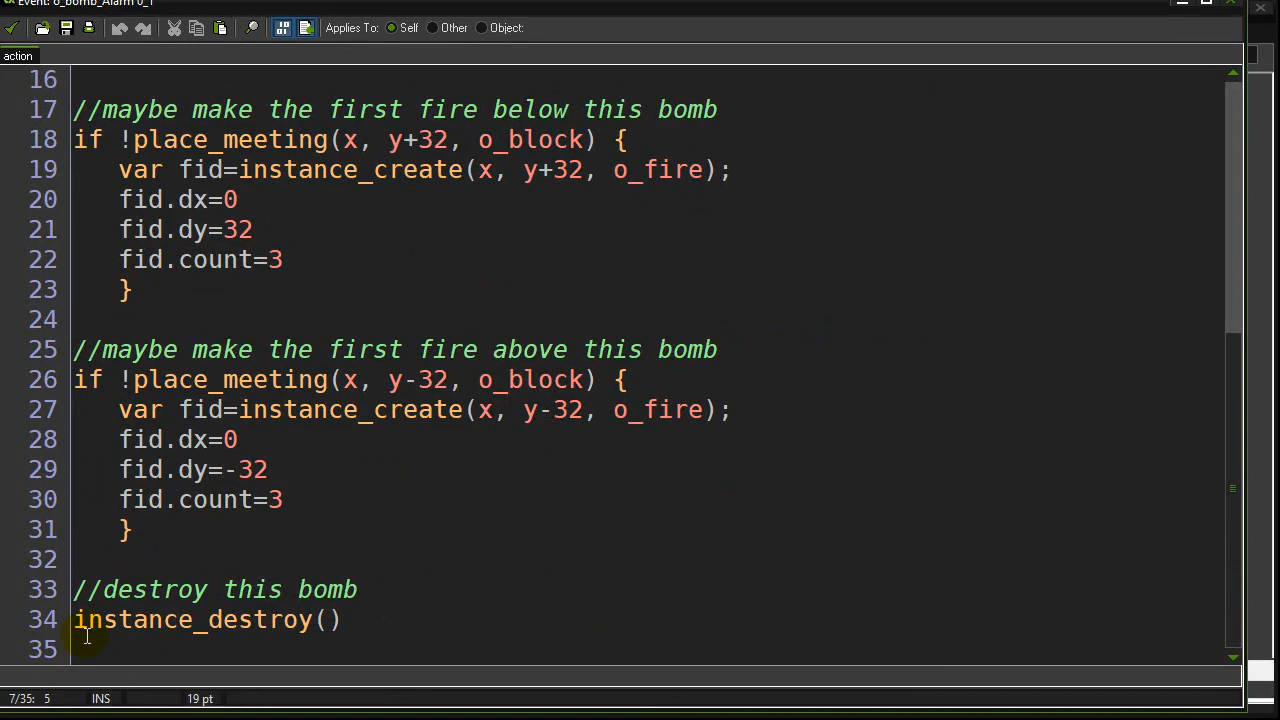 Event: o_bomb_Alarm 0_1
Applies To: Self Other Object:
action
16
17 //maybe make the first fire below this bomb
18 if !place_meeting(x, y+32, o_block) {
19 var fid=instance_create(x, y+32, o_fire);
20 fid.dx=0
21 fid.dy=32
22 fid.count=3
23 }
24
25 //maybe make the first fire above this bomb
26 if !place_meeting(x, y-32, o_block) {
27 var fid=instance_create(x, y-32, o_fire);
28 fid.dx=0
29 fid.dy=-32
30 fid.count=3
31 }
32
33 //destroy this bomb
34 instance_destroy()
35
7/35: 5 INS 19 pt